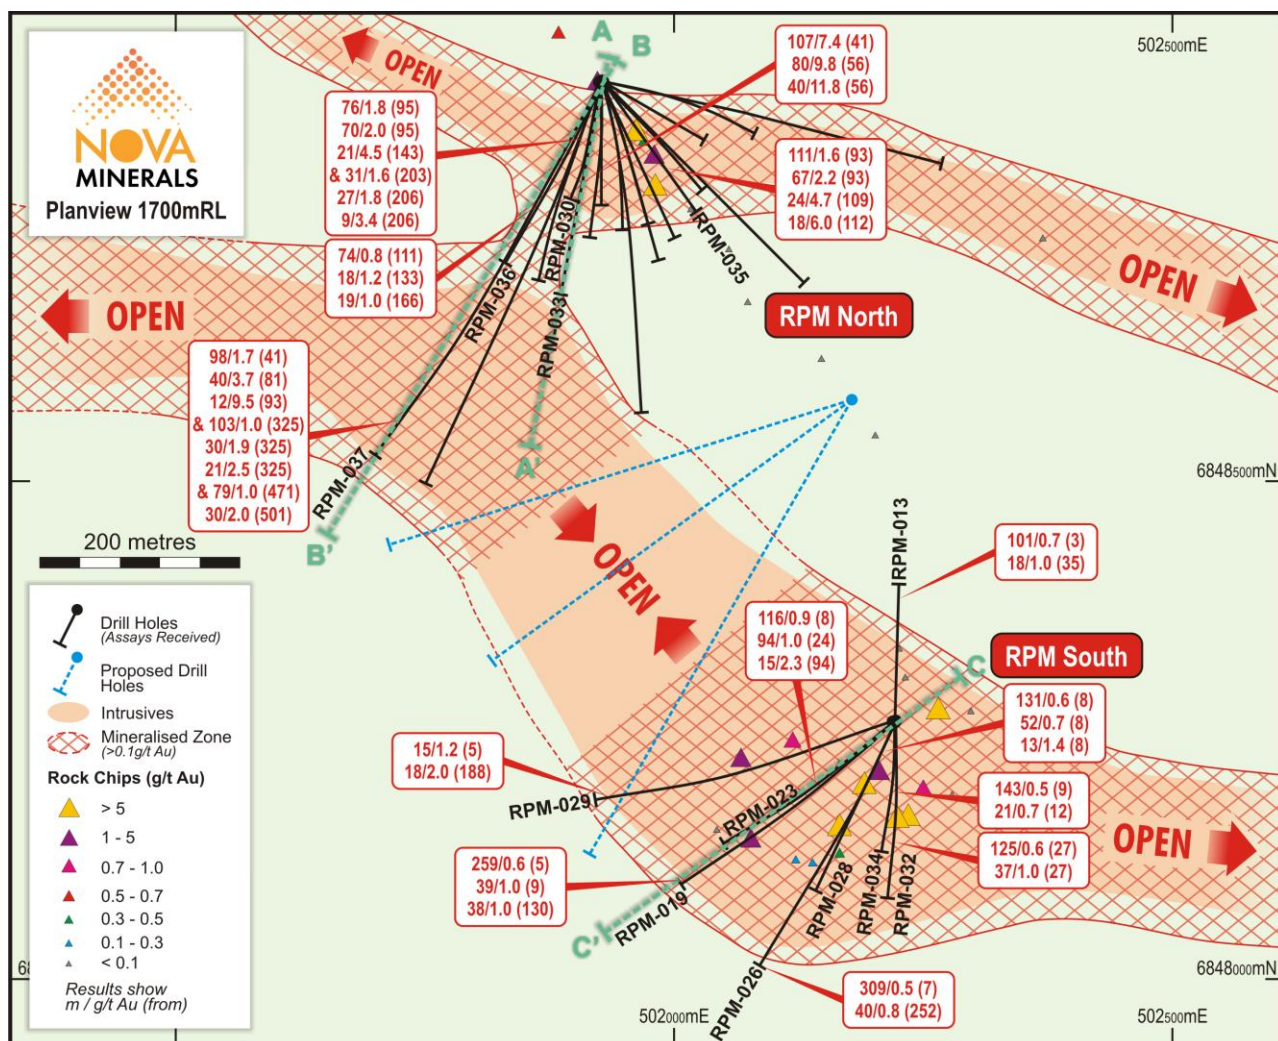 A
B
502500mE
OPEN
NOVA
MINERALS
Planview 1700mRL
107/7.4 (41)
80/9.8 (56)
40/11.8 (56)
76/1.8 (95)
70/2.0 (95)
21/4.5 (143)
& 31/1.6 (203)
27/1.8 (206)
9/3.4 (206)
111/1.6 (93)
67/2.2 (93)
24/4.7 (109)
18/6.0 (112)
RPM-030
RPM-035
74/0.8 (111)
18/1.2 (133)
19/1.0 (166)
RPM-036
RPM-033
OPEN
OPEN
RPM North
98/1.7 (41)
40/3.7 (81)
12/9.5 (93)
& 103/1.0 (325)
30/1.9 (325)
21/2.5 (325)
& 79/1.0 (471)
30/2.0 (501)
RPM-037
A'
B'
6848500mN
200 metres
RPM-013
101/0.7 (3)
18/1.0 (35)
OPEN
Drill Holes
(Assays Received)
Proposed Drill
Holes
Intrusives
Mineralised Zone
(>0.1g/t Au)
Rock Chips (g/t Au)
> 5
1 - 5
0.7 - 1.0
0.5 - 0.7
0.3 - 0.5
0.1 - 0.3
< 0.1
Results show
m / g/t Au (from)
116/0.9 (8)
94/1.0 (24)
15/2.3 (94)
RPM South
C
131/0.6 (8)
52/0.7 (8)
13/1.4 (8)
15/1.2 (5)
18/2.0 (188)
RPM-029
RPM-023
143/0.5 (9)
21/0.7 (12)
OPEN
125/0.6 (27)
37/1.0 (27)
259/0.6 (5)
39/1.0 (9)
38/1.0 (130)
RPM-019
C'
RPM-028
RPM-034
RPM-032
RPM-026
309/0.5 (7)
40/0.8 (252)
6848000mN
502000mE
502500mE